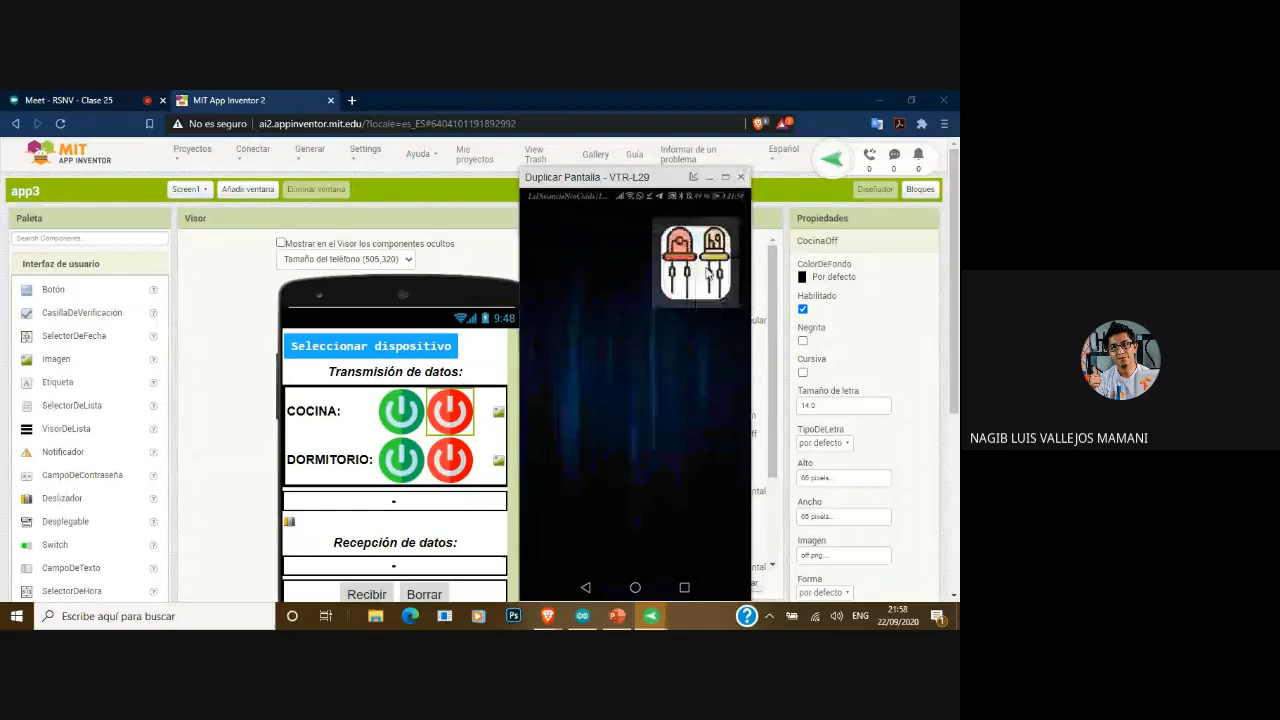 Meet - RSNV - Clase 25
MIT App Inventor 2
No es seguro
ai2.appinventor.mit.edu/?locale=es_ES#6404101191892992
MIT
APP INVENTOR
Proyectos
Conectar
Generar
Settings
Ayuda
Mis proyectos
View Trash
Gallery
Guía
Informar de un problema
Español
0
0
0
app3
Screen1
Añadir ventana
Eliminar ventana
Diseñador
Bloques
Paleta
Search Components...
Interfaz de usuario
Botón
CasillaDeVerificación
SelectorDeFecha
Imagen
Etiqueta
SelectorDeLista
VisorDeLista
Notificador
CampoDeContraseña
Deslizador
Desplegable
Switch
CampoDeTexto
SelectorDeHora
Visor
Mostrar en el Visor los componentes ocultos
Tamaño del teléfono (505,320)
9:48
Seleccionar dispositivo
Transmisión de datos:
COCINA:
DORMITORIO:
-
Recepción de datos:
-
Recibir
Borrar
Duplicar Pantalla - VTR-L29
21:58
Propiedades
CocinaOff
ColorDeFondo
Por defecto
Habilitado
Negrita
Cursiva
Tamaño de letra
14.0
TipoDeLetra
por defecto
Alto
65 pixels...
Ancho
65 pixels...
Imagen
off.png...
Forma
por defecto
Escribe aquí para buscar
Ps
ENG
21:58
22/09/2020
NAGIB LUIS VALLEJOS MAMANI